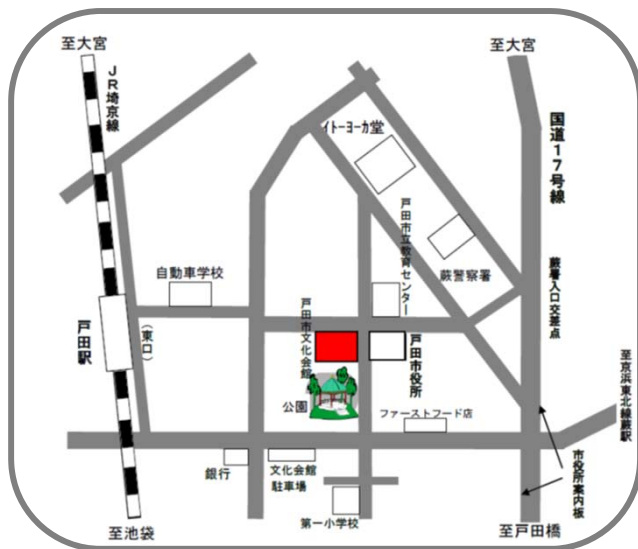 至大宮
至大宮
JR埼京線
国道17号線
ｲﾄｰﾖｰｶ堂
戸田市立教育センター
蕨警察署
蕨署入口交差点
自動車学校
戸田市文化会館
戸田市役所
戸田駅
(東口)
至京浜東北線蕨駅
公園
ファーストフード店
銀行
文化会館
駐車場
第一小学校
市役所案内板
至池袋
至戸田橋